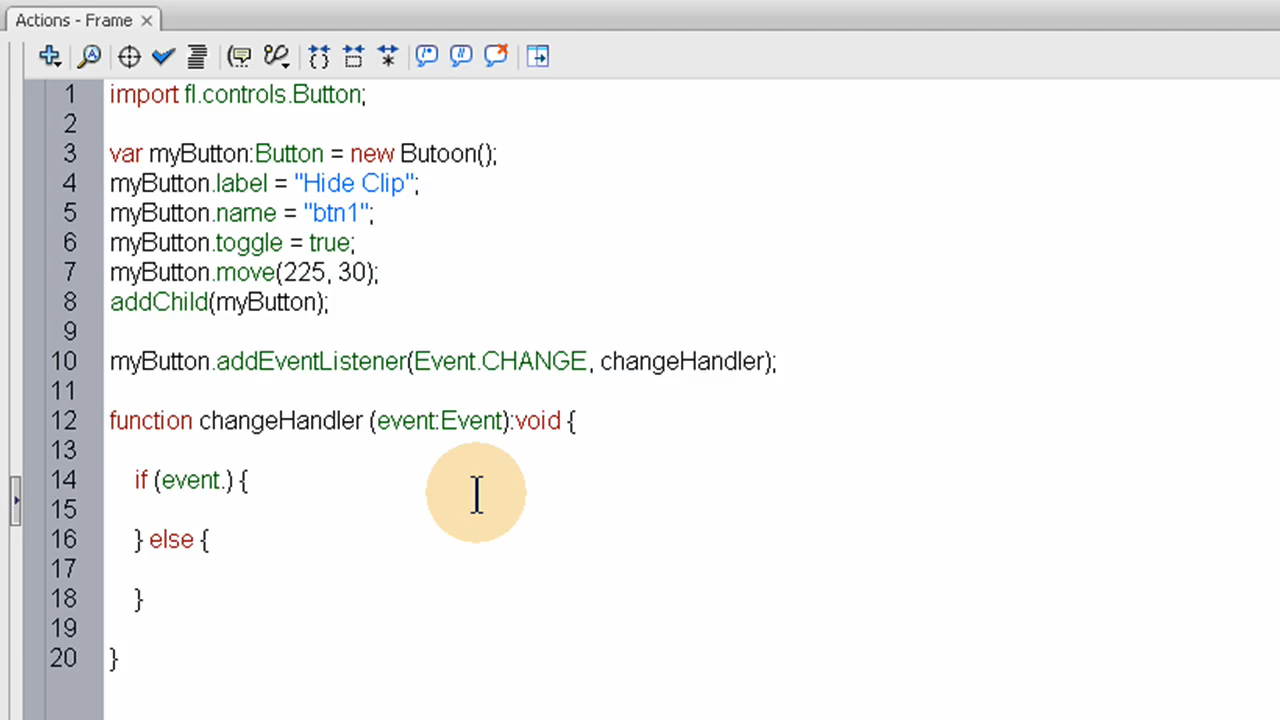 Actions - Frame
1 import fl.controls.Button;
2
3 var myButton:Button = new Butoon();
4 myButton.label = "Hide Clip";
5 myButton.name = "btn1";
6 myButton.toggle = true;
7 myButton.move(225, 30);
8 addChild(myButton);
9
10 myButton.addEventListener(Event.CHANGE, changeHandler);
11
12 function changeHandler (event:Event):void {
13
14 if (event.) {
15
16 } else {
17
18 }
19
20 }